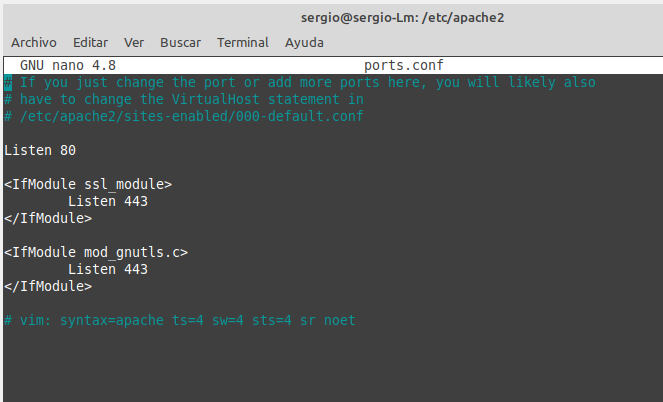 sergio@sergio-Lm: /etc/apache2
Archivo Editar Ver Buscar Terminal Ayuda
GNU nano 4.8 ports.conf
# If you just change the port or add more ports here, you will likely also
# have to change the VirtualHost statement in
# /etc/apache2/sites-enabled/000-default.conf
Listen 80
<IfModule ssl_module>
Listen 443
</IfModule>
<IfModule mod_gnutls.c>
Listen 443
</IfModule>
# vim: syntax=apache ts=4 sw=4 sts=4 sr noet